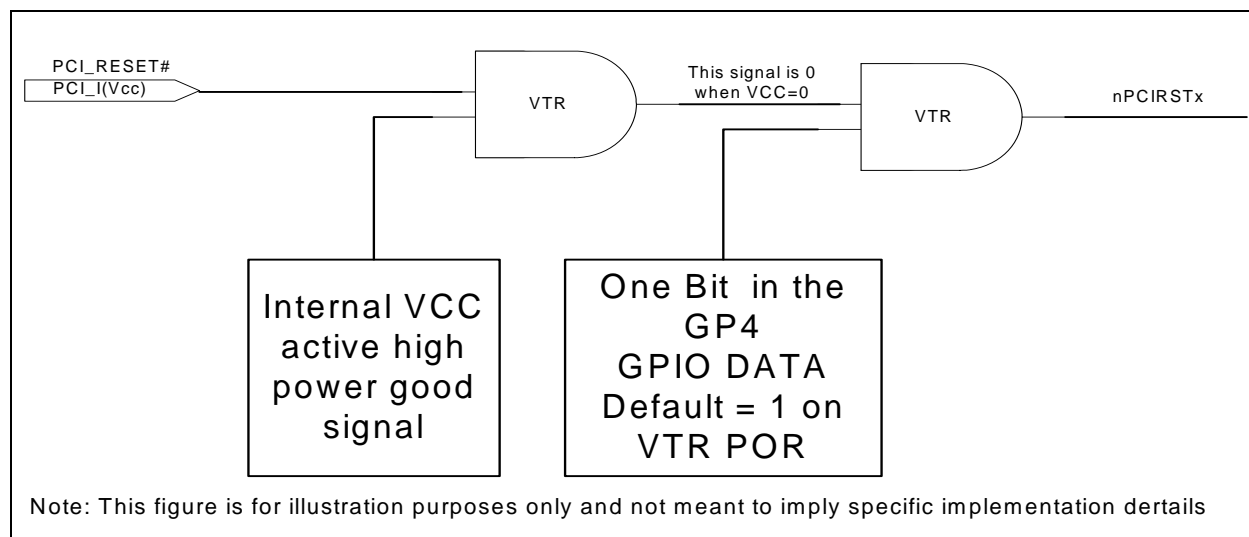 PCI_RESET#
PCI_I(Vcc)
VTR
This signal is 0
when VCC=0
VTR
nPCIRSTx
Internal VCC
active high
power good
signal
One Bit in the
GP4
GPIO DATA
Default = 1 on
VTR POR
Note: This figure is for illustration purposes only and not meant to imply specific implementation dertails